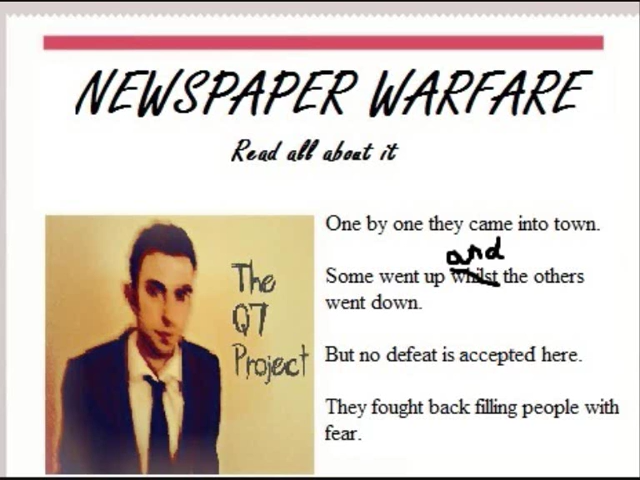 NEWSPAPER WARFARE
Read all about it
The
Q7
Project
One by one they came into town.
and
Some went up whilst the others
went down.
But no defeat is accepted here.
They fought back filling people with
fear.